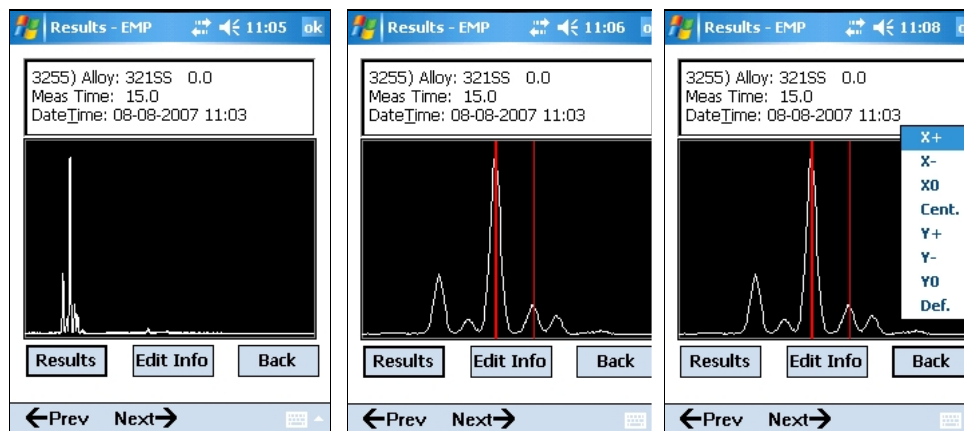 Results - EMP 11:05 ok
3255) Alloy: 321SS 0.0
Meas Time: 15.0
DateTime: 08-08-2007 11:03
Results Edit Info Back
←Prev Next→
Results - EMP 11:06 o
3255) Alloy: 321SS 0.0
Meas Time: 15.0
DateTime: 08-08-2007 11:03
Results Edit Info Back
←Prev Next→
Results - EMP 11:08 o
3255) Alloy: 321SS 0.0
Meas Time: 15.0
DateTime: 08-08-2007 11:03
X+
X-
X0
Cent.
Y+
Y-
Y0
Def.
Results Edit Info Back
←Prev Next→